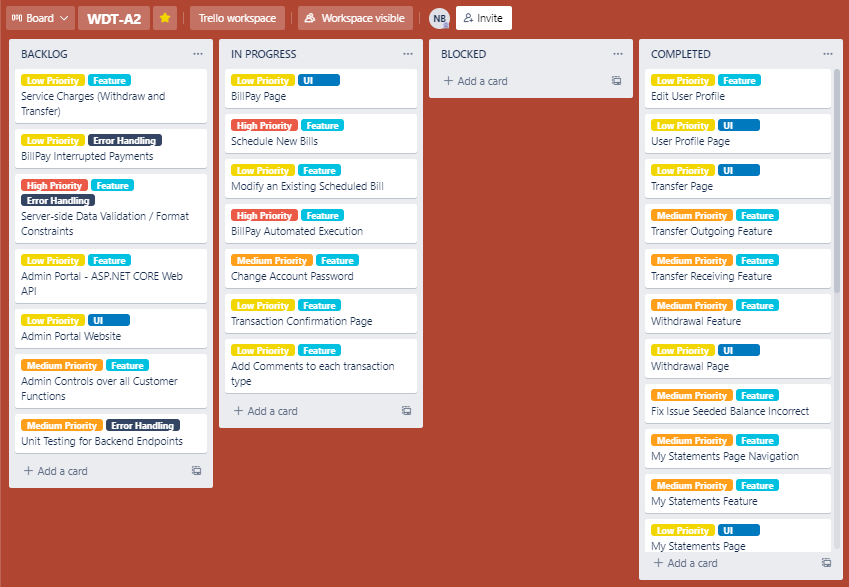 Board
WDT-A2
Trello workspace
Workspace visible
NB
Invite
BACKLOG
Low Priority Feature
Service Charges (Withdraw and
Transfer)
Low Priority Error Handling
BillPay Interrupted Payments
High Priority Feature
Error Handling
Server-side Data Validation / Format
Constraints
Low Priority Feature
Admin Portal - ASP.NET CORE Web
API
Low Priority UI
Admin Portal Website
Medium Priority Feature
Admin Controls over all Customer
Functions
Medium Priority Error Handling
Unit Testing for Backend Endpoints
+ Add a card
IN PROGRESS
Low Priority UI
BillPay Page
High Priority Feature
Schedule New Bills
Low Priority Feature
Modify an Existing Scheduled Bill
High Priority Feature
BillPay Automated Execution
Medium Priority Feature
Change Account Password
Low Priority Feature
Transaction Confirmation Page
Low Priority Feature
Add Comments to each transaction
type
+ Add a card
BLOCKED
+ Add a card
COMPLETED
Low Priority Feature
Edit User Profile
Low Priority UI
User Profile Page
Low Priority UI
Transfer Page
Medium Priority Feature
Transfer Outgoing Feature
Medium Priority Feature
Transfer Receiving Feature
Medium Priority Feature
Withdrawal Feature
Low Priority UI
Withdrawal Page
Medium Priority Feature
Fix Issue Seeded Balance Incorrect
Medium Priority Feature
My Statements Page Navigation
Medium Priority Feature
My Statements Feature
Low Priority UI
My Statements Page
+ Add a card